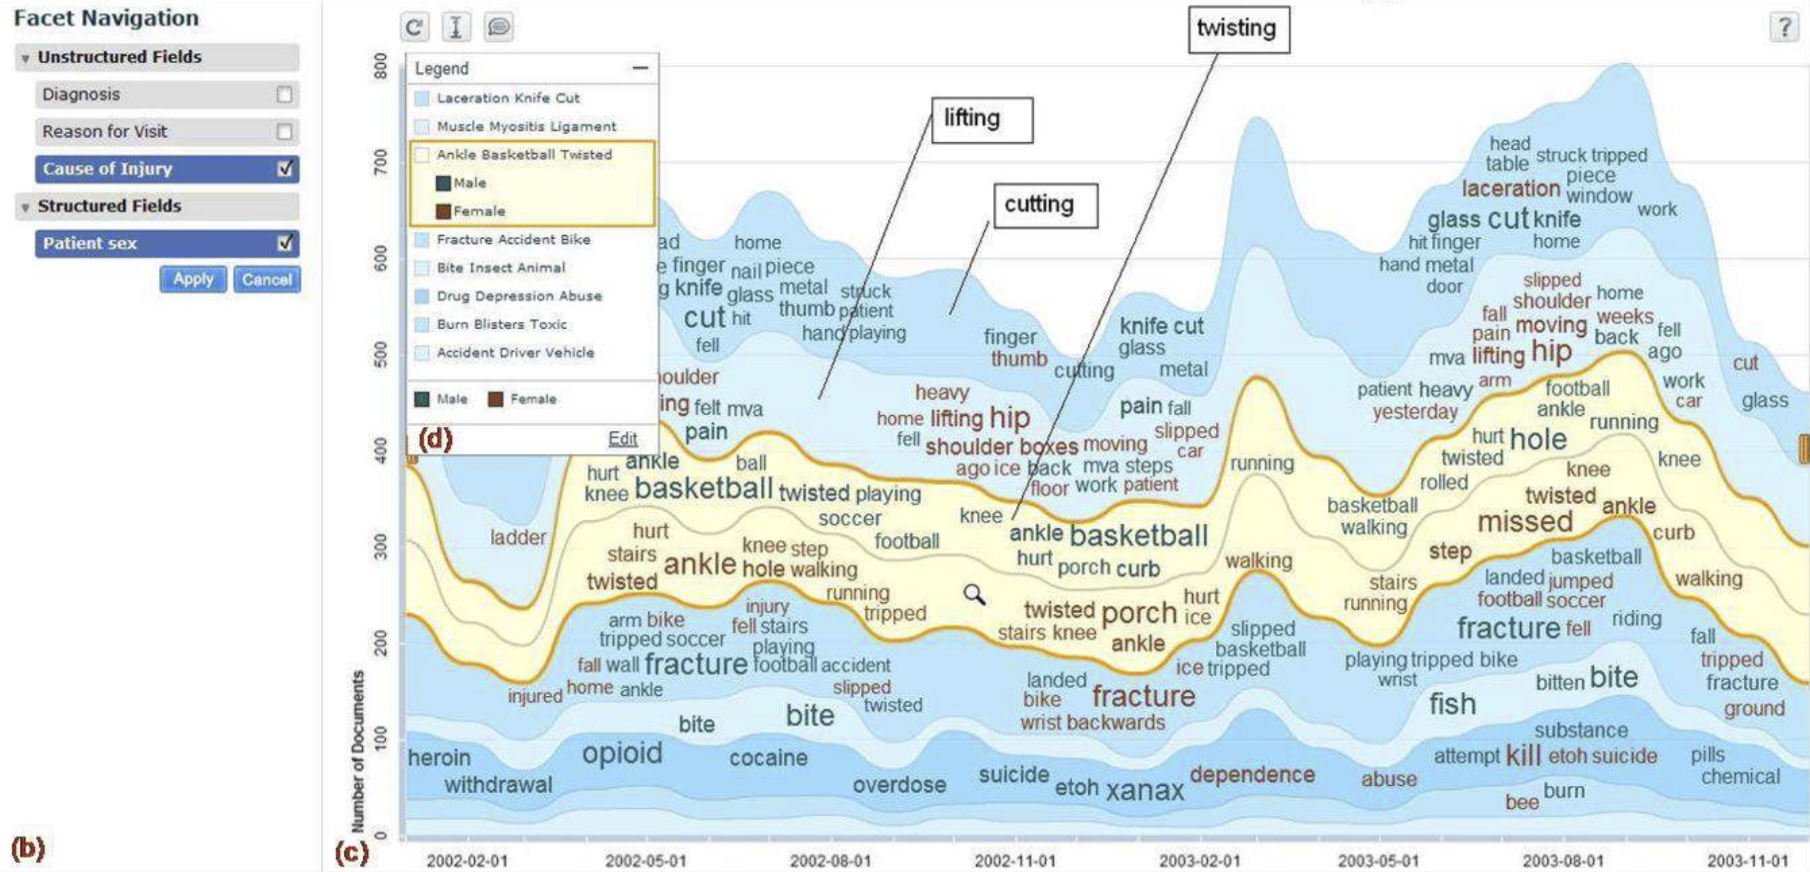 Facet Navigation
Unstructured Fields
Diagnosis
Reason for Visit
Cause of Injury
Structured Fields
Patient sex
Apply Cancel
(b)
twisting
lifting
cutting
?
Legend
Laceration Knife Cut
Muscle Myositis Ligament
Ankle Basketball Twisted
Male
Female
Fracture Accident Bike
Bite Insect Animal
Drug Depression Abuse
Burn Blisters Toxic
Accident Driver Vehicle
Male Female
(d) Edit
Number of Documents
800
700
600
500
400
300
200
100
0
home
finger nail piece
knife glass metal struck
cut hit thumb patient
hand playing
fell
felt mva
pain
finger
thumb
cutting
knife cut
glass
metal
head
table struck tripped
piece
laceration window
work
glass cut knife
hit finger home
hand metal
door
cut
glass
heavy
home lifting hip
fell shoulder boxes moving
ago ice back mva steps
floor work patient
pain fall
slipped
car
slipped
shoulder home
fall weeks
pain moving back fell
mva lifting hip ago
patient heavy arm work
yesterday car
ladder
hurt ankle ball
knee basketball twisted playing
soccer
football
knee
ankle basketball
hurt porch curb
running
basketball
walking
football
ankle
running
hurt hole
twisted
rolled
knee
knee
hurt
stairs ankle knee step
hole walking
twisted
running
tripped
twisted porch hurt
ice
stairs knee
ankle
walking
stairs
running
twisted ankle
missed
step
curb
walking
injured
arm bike injury
fell stairs
tripped soccer playing
fall wall fracture football accident
home ankle
slipped
twisted
landed
bike fracture
wrist backwards
ice tripped
slipped
basketball
playing tripped bike
wrist
basketball
landed jumped
football soccer
fracture fell riding
fall
tripped
fracture
ground
bite
bite
fish
bitten bite
heroin
withdrawal
opioid
cocaine
overdose
suicide
etoh xanax
dependence
abuse
substance
attempt kill etoh suicide
pills
chemical
burn
bee
(c)
2002-02-01 2002-05-01 2002-08-01 2002-11-01 2003-02-01 2003-05-01 2003-08-01 2003-11-01